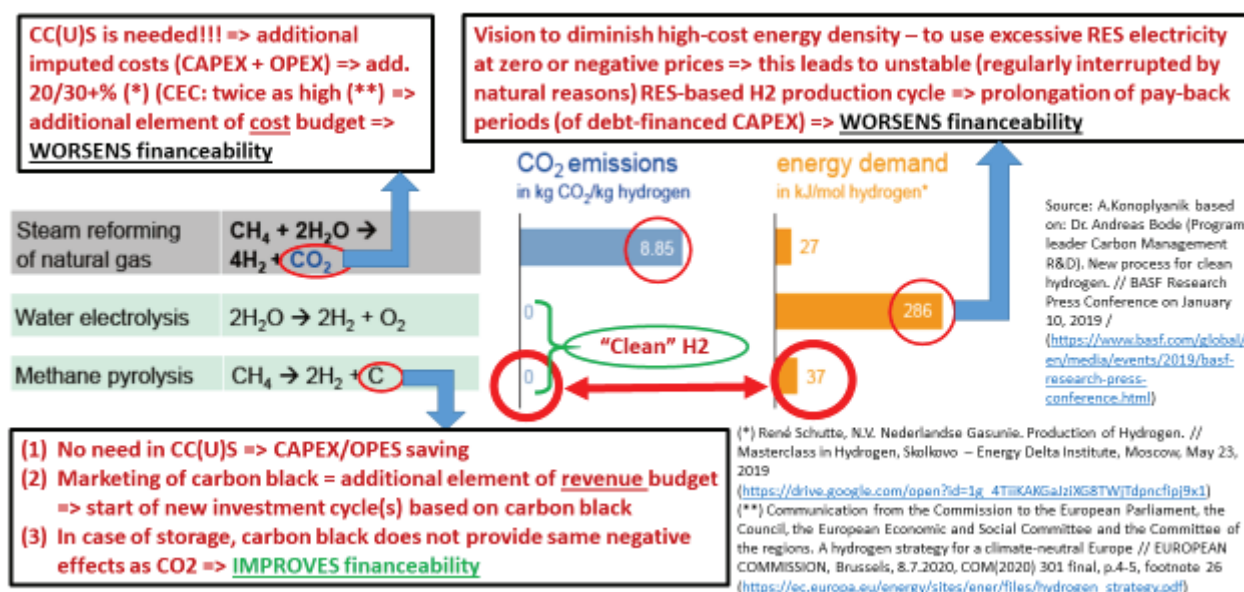 CC(U)S is needed!!! => additional
imputed costs (CAPEX + OPEX) => add.
20/30+% (*) (CEC: twice as high (**) =>
additional element of cost budget =>
WORSENS financeability
Vision to diminish high-cost energy density – to use excessive RES electricity
at zero or negative prices => this leads to unstable (regularly interrupted by
natural reasons) RES-based H2 production cycle => prolongation of pay-back
periods (of debt-financed CAPEX) => WORSENS financeability
CO₂ emissions
in kg CO₂/kg hydrogen
energy demand
in kJ/mol hydrogen*
Steam reforming
of natural gas
CH₄ + 2H₂O →
4H₂ + CO₂
8.85
27
Water electrolysis
2H₂O → 2H₂ + O₂
0
286
"Clean" H2
Methane pyrolysis
CH₄ → 2H₂ + C
0
37
Source: A.Konoplyanik based
on: Dr. Andreas Bode (Program
leader Carbon Management
R&D). New process for clean
hydrogen. // BASF Research
Press Conference on January
10, 2019 /
(https://www.basf.com/global/
en/media/events/2019/basf-
research-press-
conference.html)
(1) No need in CC(U)S => CAPEX/OPES saving
(2) Marketing of carbon black = additional element of revenue budget
=> start of new investment cycle(s) based on carbon black
(3) In case of storage, carbon black does not provide same negative
effects as CO2 => IMPROVES financeability
(*) René Schutte, N.V. Nederlandse Gasunie. Production of Hydrogen. //
Masterclass in Hydrogen, Skolkovo – Energy Delta Institute, Moscow, May 23,
2019
(**) Communication from the Commission to the European Parliament, the
Council, the European Economic and Social Committee and the Committee of
the regions. A hydrogen strategy for a climate-neutral Europe // EUROPEAN
COMMISSION, Brussels, 8.7.2020, COM(2020) 301 final, p.4-5, footnote 26
(https://ec.europa.eu/energy/sites/ener/files/hydrogen_strategy.pdf)